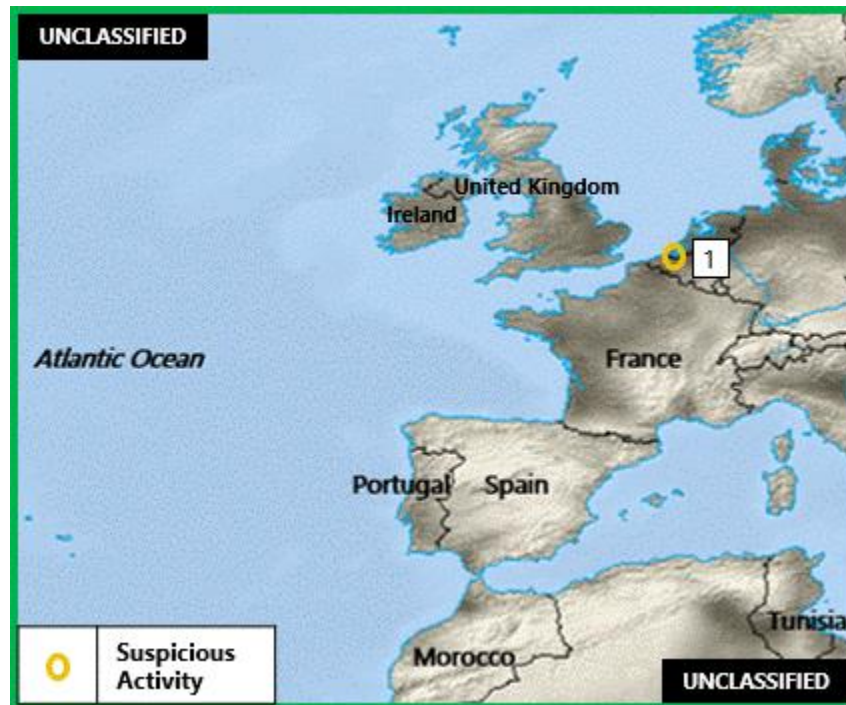 UNCLASSIFIED
United Kingdom
Ireland
1
Atlantic Ocean
France
Portugal
Spain
Tunisia
Morocco
Suspicious
Activity
UNCLASSIFIED